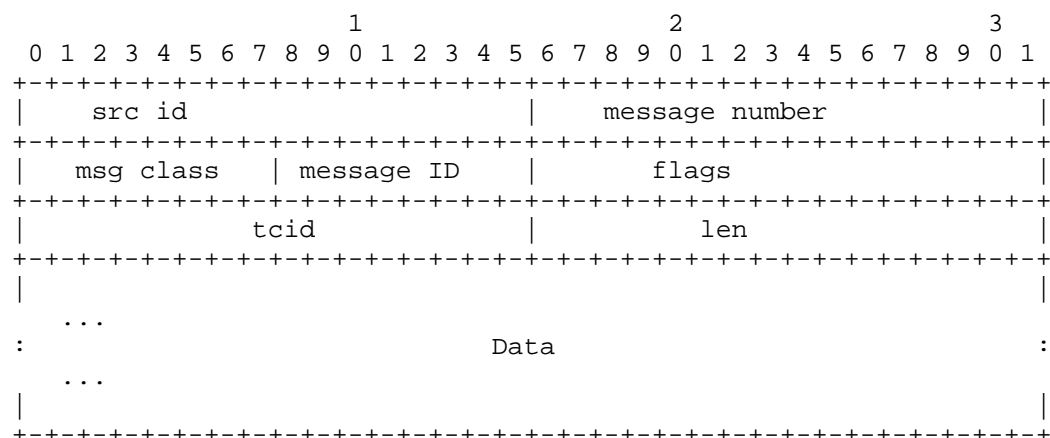 1                   2                   3
 0 1 2 3 4 5 6 7 8 9 0 1 2 3 4 5 6 7 8 9 0 1 2 3 4 5 6 7 8 9 0 1
+-+-+-+-+-+-+-+-+-+-+-+-+-+-+-+-+-+-+-+-+-+-+-+-+-+-+-+-+-+-+-+-+
|    src id                     |    message number             |
+-+-+-+-+-+-+-+-+-+-+-+-+-+-+-+-+-+-+-+-+-+-+-+-+-+-+-+-+-+-+-+-+
|   msg class   | message ID    |       flags                   |
+-+-+-+-+-+-+-+-+-+-+-+-+-+-+-+-+-+-+-+-+-+-+-+-+-+-+-+-+-+-+-+-+
|              tcid             |          len                  |
+-+-+-+-+-+-+-+-+-+-+-+-+-+-+-+-+-+-+-+-+-+-+-+-+-+-+-+-+-+-+-+-+
|                                                               |
   ...
:                             Data                              :
   ...
|                                                               |
+-+-+-+-+-+-+-+-+-+-+-+-+-+-+-+-+-+-+-+-+-+-+-+-+-+-+-+-+-+-+-+-+